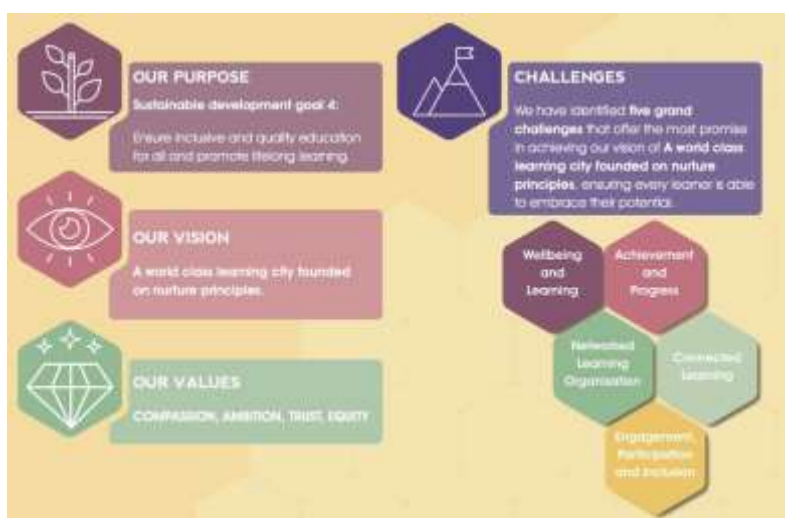 OUR PURPOSE
Sustainable development goal 4:
Ensure inclusive and quality education
for all and promote lifelong learning.
OUR VISION
A world class learning city founded
on nurture principles.
OUR VALUES
COMPASSION, AMBITION, TRUST, EQUITY
CHALLENGES
We have identified five grand
challenges that offer the most promise
in achieving our vision of A world class
learning city founded on nurture
principles, ensuring every learner is able
to embrace their potential.
Wellbeing
and
Learning
Achievement
and
Progress
Networked
Learning
Organisation
Connected
Learning
Engagement,
Participation
and Inclusion